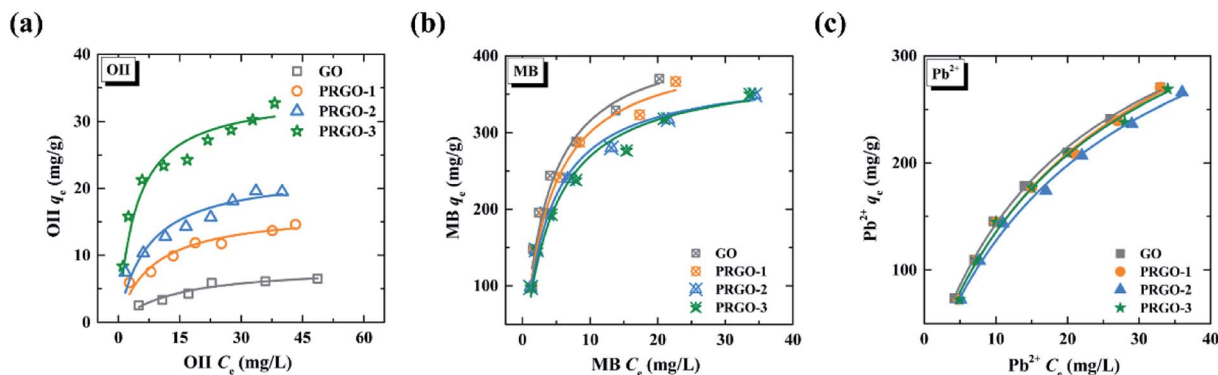 (a)
OII qe (mg/g)
40
30
20
10
0
OII
GO
PRGO-1
PRGO-2
PRGO-3
0 15 30 45 60
OII Ce (mg/L)
(b)
MB qe (mg/g)
400
300
200
100
MB
GO
PRGO-1
PRGO-2
PRGO-3
0 10 20 30 40
MB Ce (mg/L)
(c)
Pb²⁺ qe (mg/g)
300
200
100
Pb²⁺
GO
PRGO-1
PRGO-2
PRGO-3
0 10 20 30 40
Pb²⁺ Ce (mg/L)